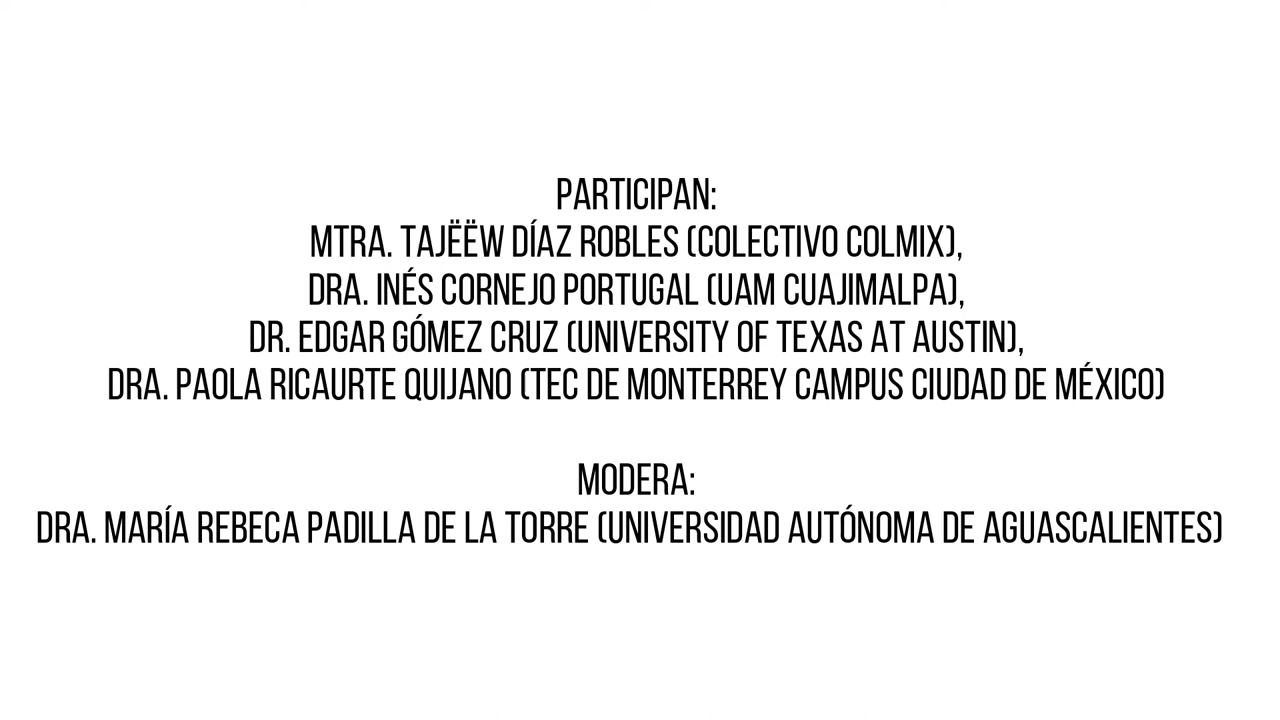 PARTICIPAN:
MTRA. TAJËËW DÍAZ ROBLES (COLECTIVO COLMIX),
DRA. INÉS CORNEJO PORTUGAL (UAM CUAJIMALPA),
DR. EDGAR GÓMEZ CRUZ (UNIVERSITY OF TEXAS AT AUSTIN),
DRA. PAOLA RICAURTE QUIJANO (TEC DE MONTERREY CAMPUS CIUDAD DE MÉXICO)
MODERA:
DRA. MARÍA REBECA PADILLA DE LA TORRE (UNIVERSIDAD AUTÓNOMA DE AGUASCALIENTES)